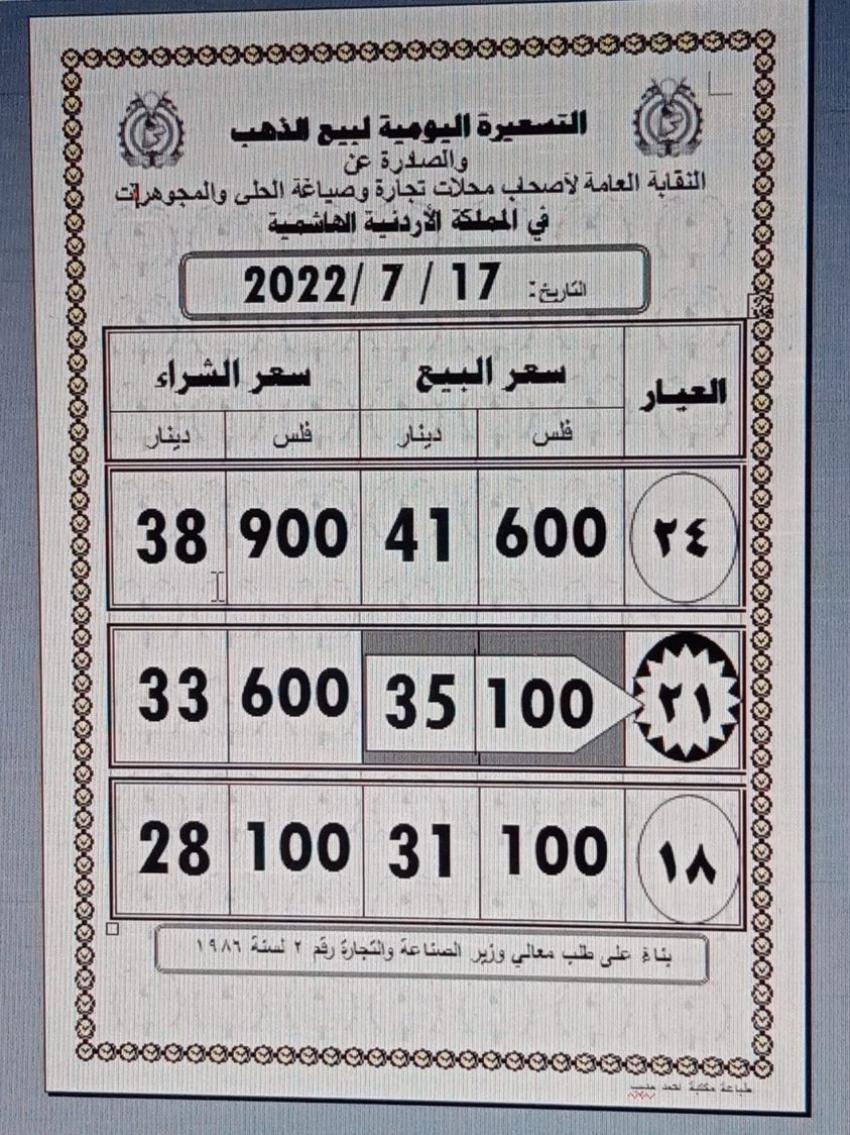 التسعيرة اليومية لبيع الذهب
والصادرة عن
النقابة العامة لأصحاب محلات تجارة وصياغة الحلى والمجوهرات
في المملكة الأردنية الهاشمية
التاريخ: 17 / 7 /2022
العيار سعر البيع سعر الشراء
فلس دينار فلس دينار
٢٤ 600 41 900 38
٢١ 100 35 600 33
١٨ 100 31 100 28
بناءً على طلب معالي وزير الصناعة والتجارة رقم ٢ لسنة ١٩٨٦
طباعة مكتبة احمد